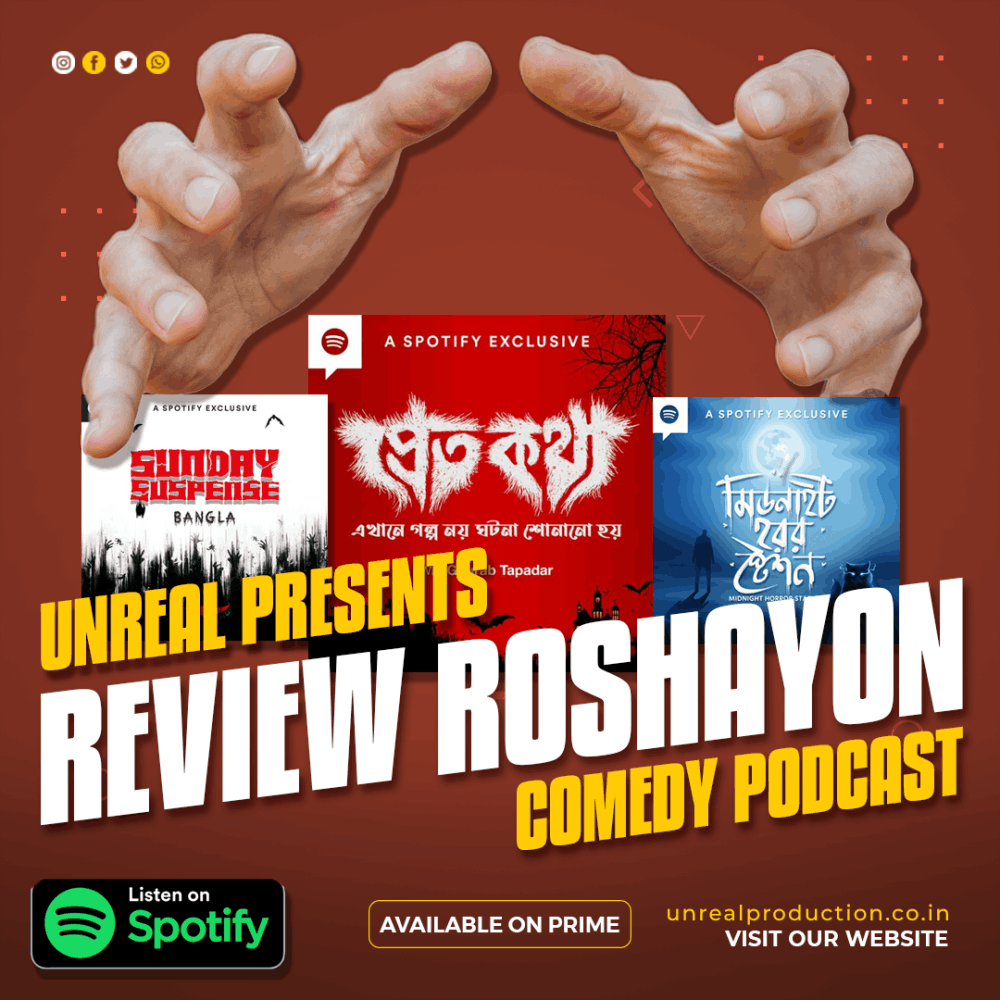 A SPOTIFY EXCLUSIVE
প্রেত কথা
এখানে গল্প নয় ঘটনা শোনানো হয়
Tapadar
A SPOTIFY EXCLUSIVE
SUNDAY
SUSPENSE
BANGLA
A SPOTIFY EXCLUSIVE
মিডনাইট
হরর
স্টেশন
MIDNIGHT HORROR
UNREAL PRESENTS
REVIEW ROSHAYON
COMEDY PODCAST
Listen on
Spotify
AVAILABLE ON PRIME
unrealproduction.co.in
VISIT OUR WEBSITE